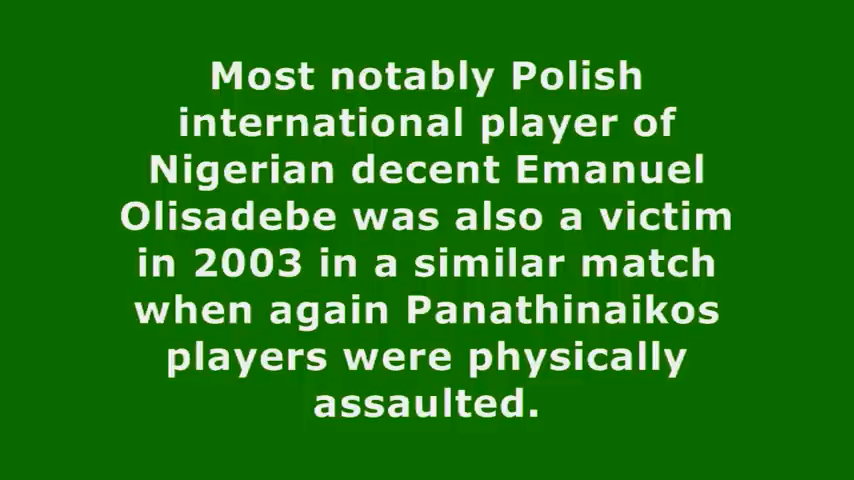 Most notably Polish
international player of
Nigerian decent Emanuel
Olisadebe was also a victim
in 2003 in a similar match
when again Panathinaikos
players were physically
assaulted.